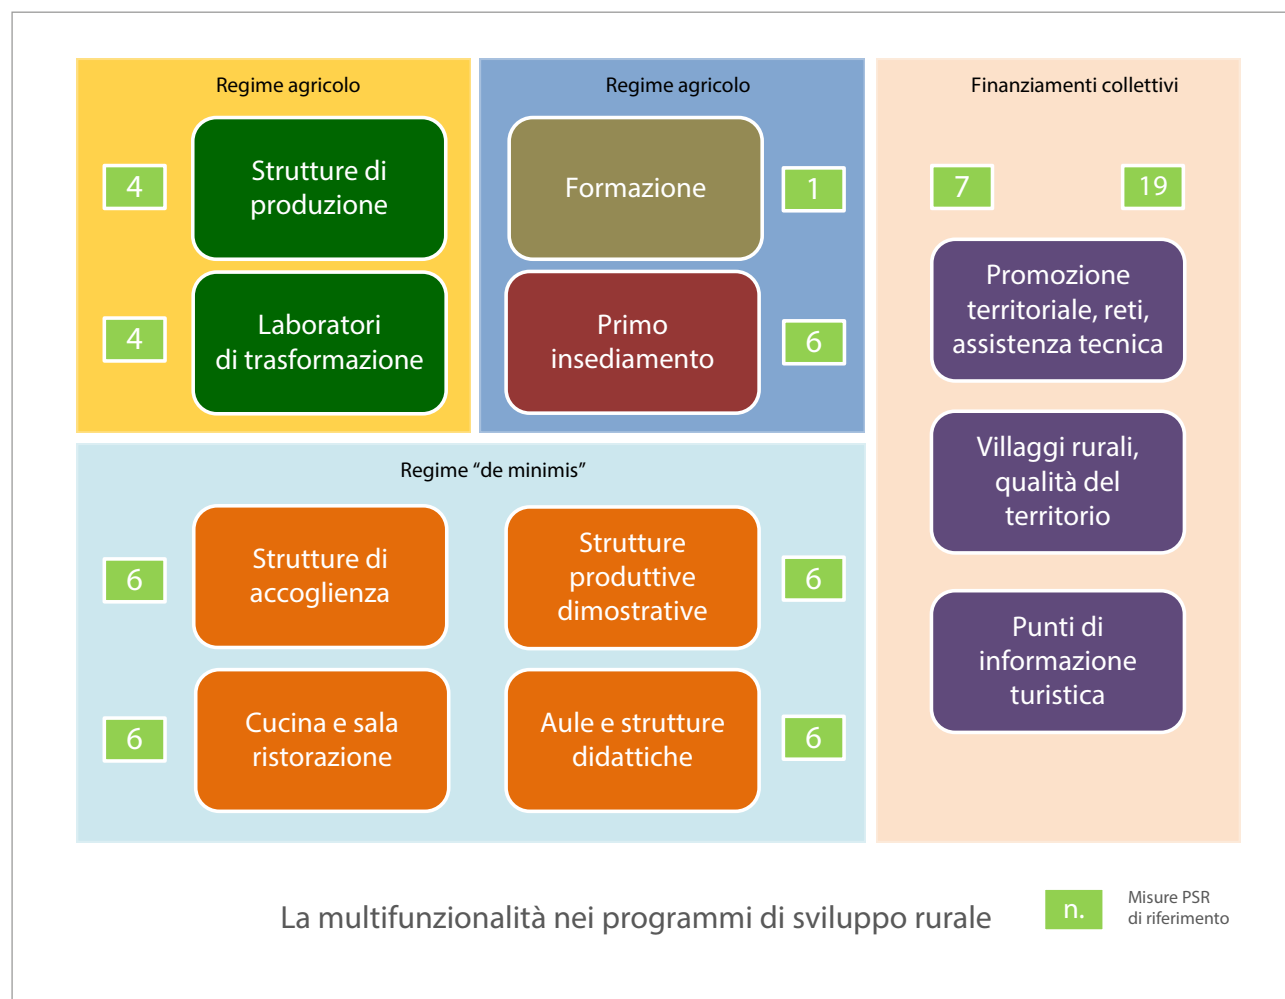 Regime agricolo
4
Strutture di
produzione
4
Laboratori
di trasformazione
Regime agricolo
Formazione
1
Primo
insediamento
6
Finanziamenti collettivi
7
19
Promozione
territoriale, reti,
assistenza tecnica
Villaggi rurali,
qualità del
territorio
Punti di
informazione
turistica
Regime “de minimis”
6
Strutture di
accoglienza
Strutture
produttive
dimostrative
6
6
Cucina e sala
ristorazione
Aule e strutture
didattiche
6
La multifunzionalità nei programmi di sviluppo rurale
n.
Misure PSR
di riferimento